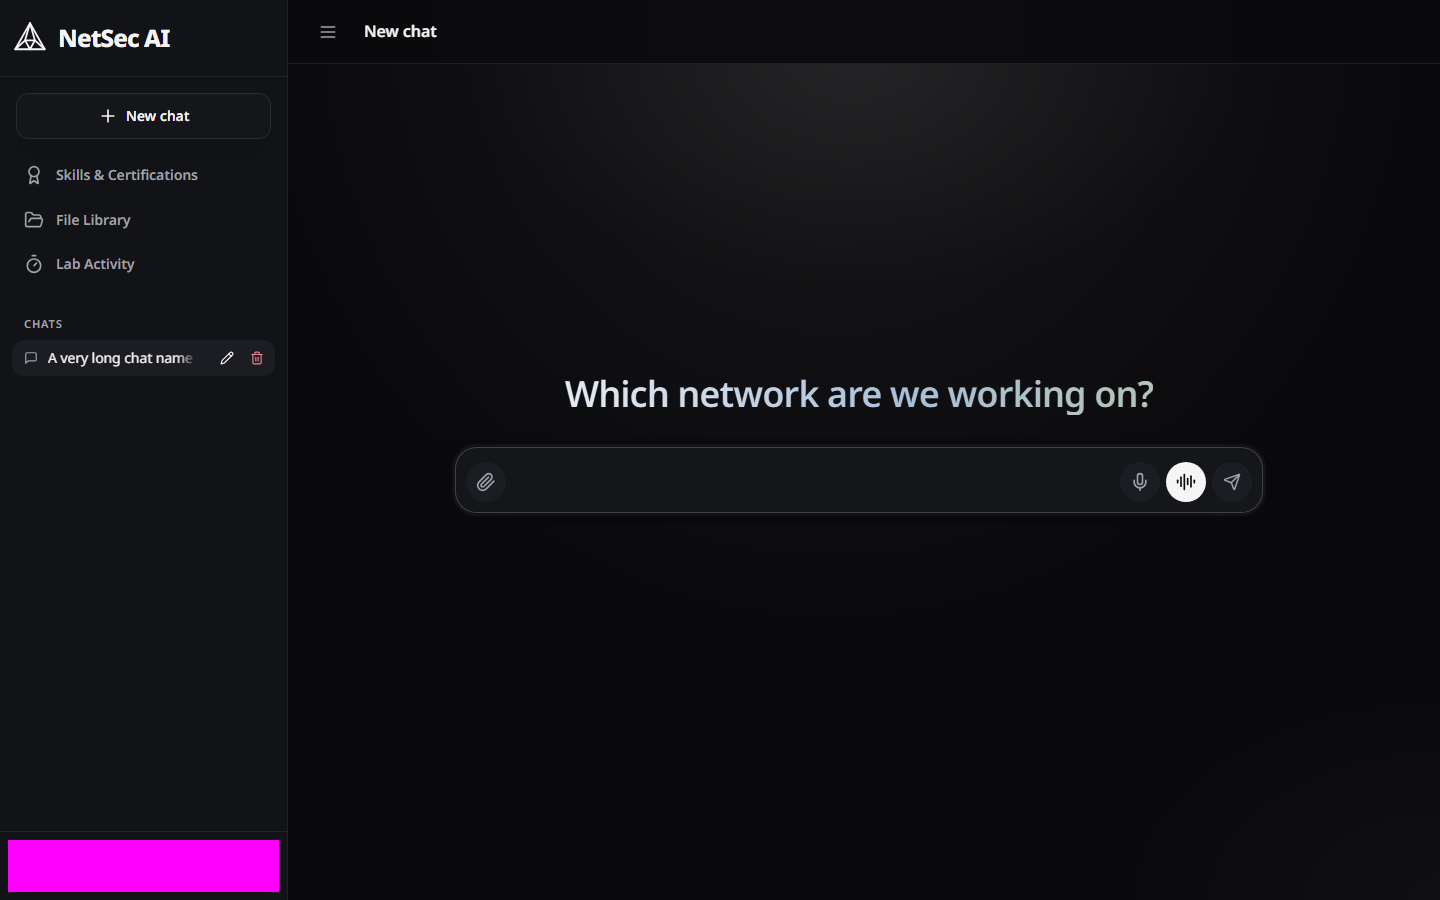 NetSec AI
New chat
New chat
Skills & Certifications
File Library
Lab Activity
CHATS
A very long chat name
Which network are we working on?